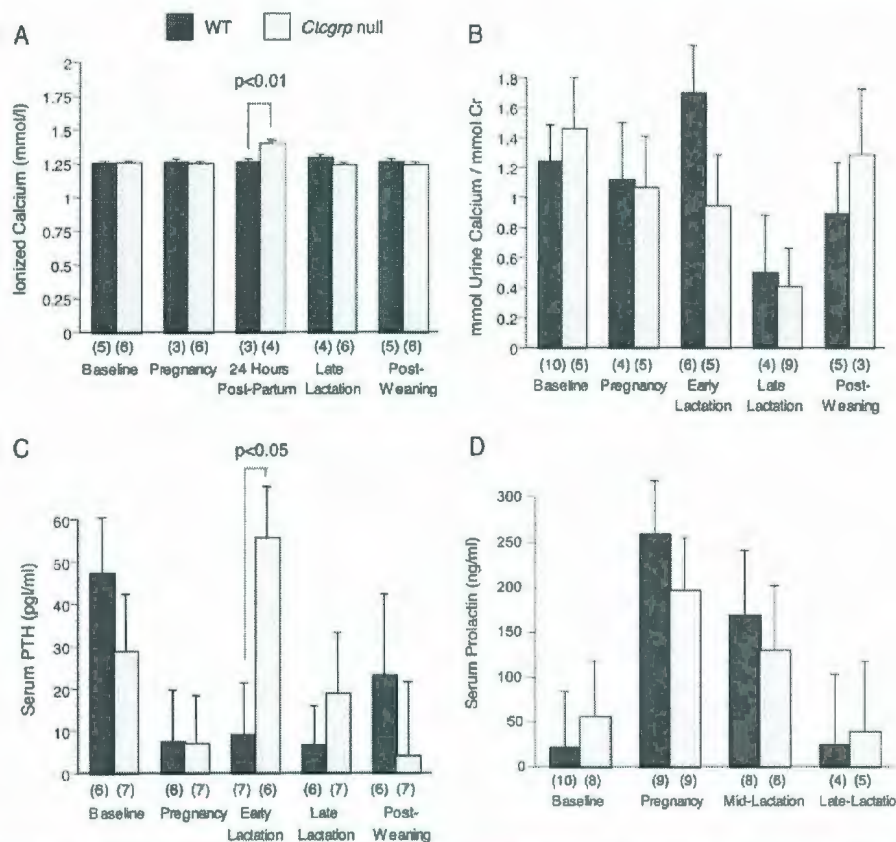 A
WT
Ctcgrp null
p<0.01
Ionized Calcium (mmol/l)
2
1.75
1.5
1.25
1
0.75
0.5
0.25
0
(5) (6) (3) (6) (3) (4) (4) (6) (5) (6)
Baseline Pregnancy 24 Hours Post-Partum Late Lactation Post-Weaning
B
mmol Urine Calcium / mmol Cr
1.8
1.6
1.4
1.2
1
0.8
0.6
0.4
0.2
0
(10) (5) (4) (5) (6) (5) (4) (9) (5) (3)
Baseline Pregnancy Early Lactation Late Lactation Post-Weaning
C
p<0.05
Serum PTH (pg/ml)
60
50
40
30
20
10
0
(6) (7) (6) (7) (7) (6) (6) (7) (6) (7)
Baseline Pregnancy Early Lactation Late Lactation Post-Weaning
D
Serum Prolactin (ng/ml)
300
250
200
150
100
50
0
(10) (8) (9) (9) (8) (6) (4) (5)
Baseline Pregnancy Mid-Lactation Late-Lactatio